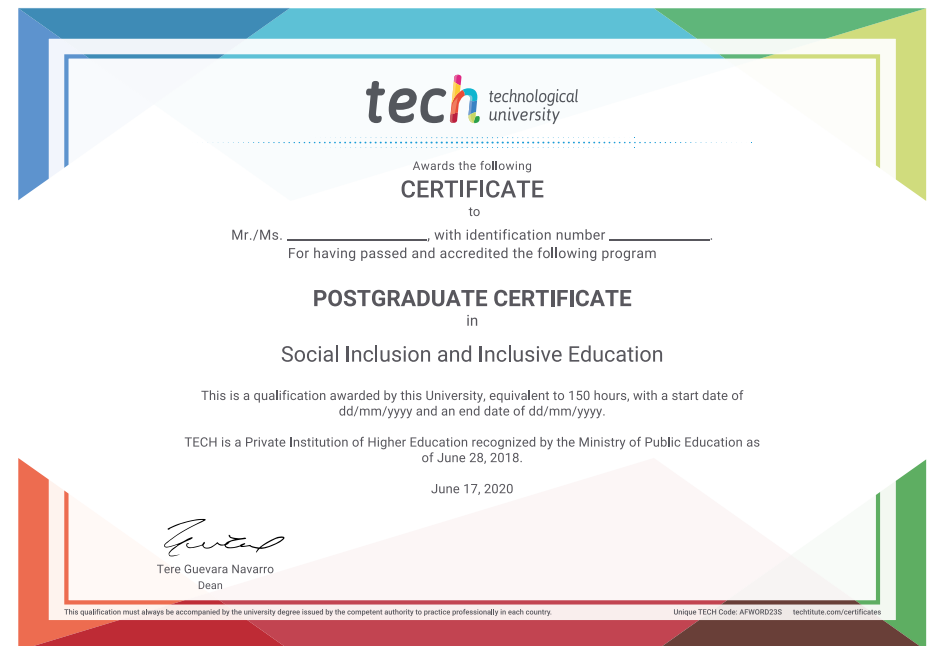 tech technological
university
Awards the following
CERTIFICATE
to
Mr./Ms. ____________________, with identification number ______________.
For having passed and accredited the following program
POSTGRADUATE CERTIFICATE
in
Social Inclusion and Inclusive Education
This is a qualification awarded by this University, equivalent to 150 hours, with a start date of
dd/mm/yyyy and an end date of dd/mm/yyyy.
TECH is a Private Institution of Higher Education recognized by the Ministry of Public Education as
of June 28, 2018.
June 17, 2020
Tere Guevara Navarro
Dean
This qualification must always be accompanied by the university degree issued by the competent authority to practice professionally in each country.
Unique TECH Code: AFWORD23S techtitute.com/certificates